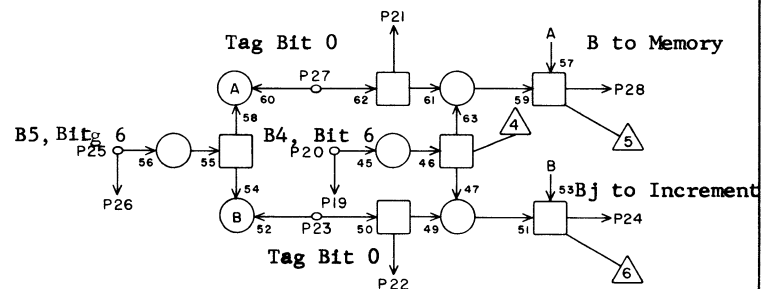 P21
Tag Bit 0
A
B to Memory
P27
57
A
60
62
61
59
P28
58
63
4
B5, Bitg 6
B4, Bit 6
5
P25
56
55
P20
45
46
54
P19
47
B
53
Bj to Increment
B
52
P23
50
49
51
P24
P26
Tag Bit 0
6
P22